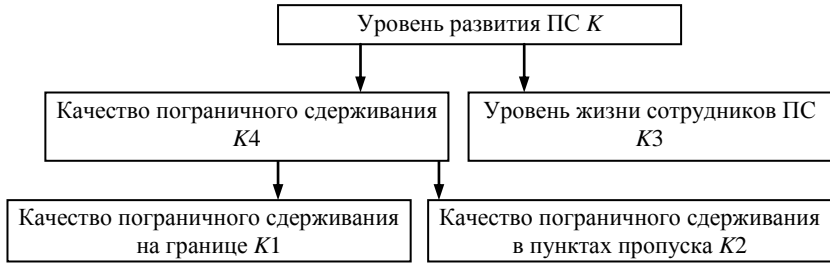 Уровень развития ПС K
Качество пограничного сдерживания
K4
Уровень жизни сотрудников ПС
K3
Качество пограничного сдерживания
на границе K1
Качество пограничного сдерживания
в пунктах пропуска K2